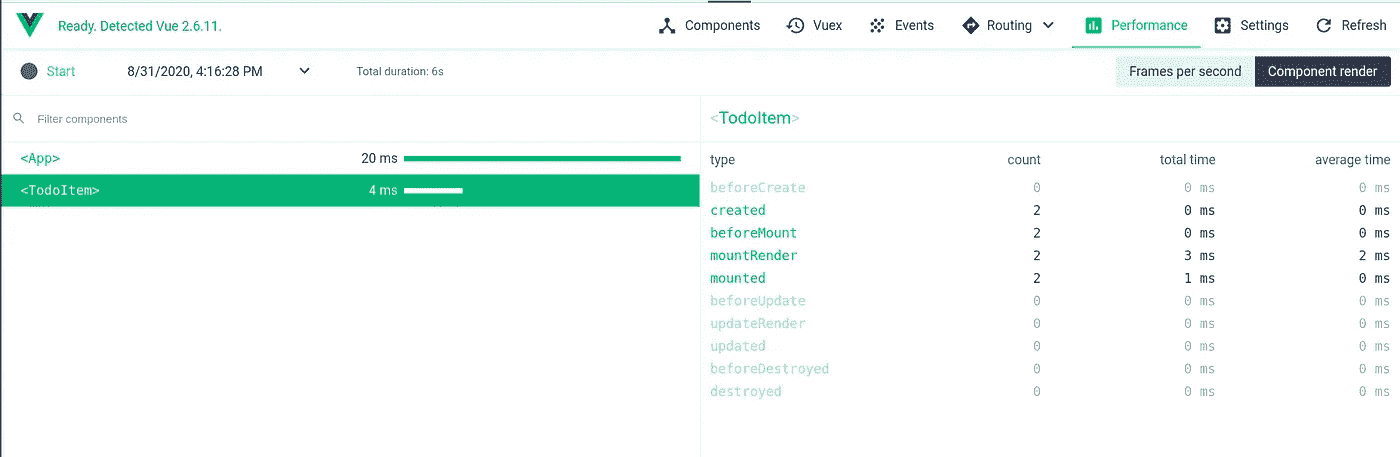 Ready. Detected Vue 2.6.11. Components Vuex Events Routing Performance Settings Refresh
Start 8/31/2020, 4:16:28 PM Total duration: 6s Frames per second Component render
Filter components
<App> 20 ms
<TodoItem> 4 ms
<TodoItem>
type count total time average time
beforeCreate 0 0 ms 0 ms
created 2 0 ms 0 ms
beforeMount 2 0 ms 0 ms
mountRender 2 3 ms 2 ms
mounted 2 1 ms 0 ms
beforeUpdate 0 0 ms 0 ms
updateRender 0 0 ms 0 ms
updated 0 0 ms 0 ms
beforeDestroyed 0 0 ms 0 ms
destroyed 0 0 ms 0 ms